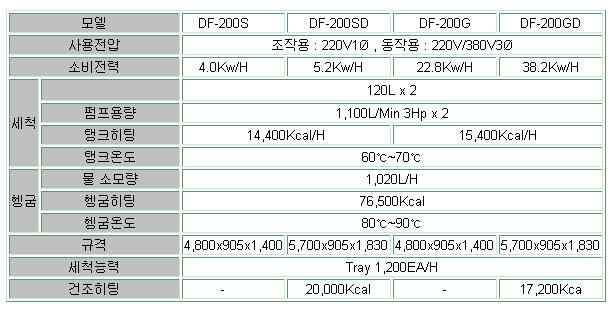 모델 DF-200S DF-200SD DF-200G DF-200GD
사용전압 조작용 : 220V1Ø , 동작용 : 220V/380V3Ø
소비전력 4.0Kw/H 5.2Kw/H 22.8Kw/H 38.2Kw/H
세척 120L x 2
펌프용량 1,100L/Min 3Hp x 2
탱크히팅 14,400Kcal/H 15,400Kcal/H
탱크온도 60℃~70℃
헹굼 물 소모량 1,020L/H
헹굼히팅 76,500Kcal
헹굼온도 80℃~90℃
규격 4,800x905x1,400 5,700x905x1,830 4,800x905x1,400 5,700x905x1,830
세척능력 Tray 1,200EA/H
건조히팅 - 20,000Kcal - 17,200Kca